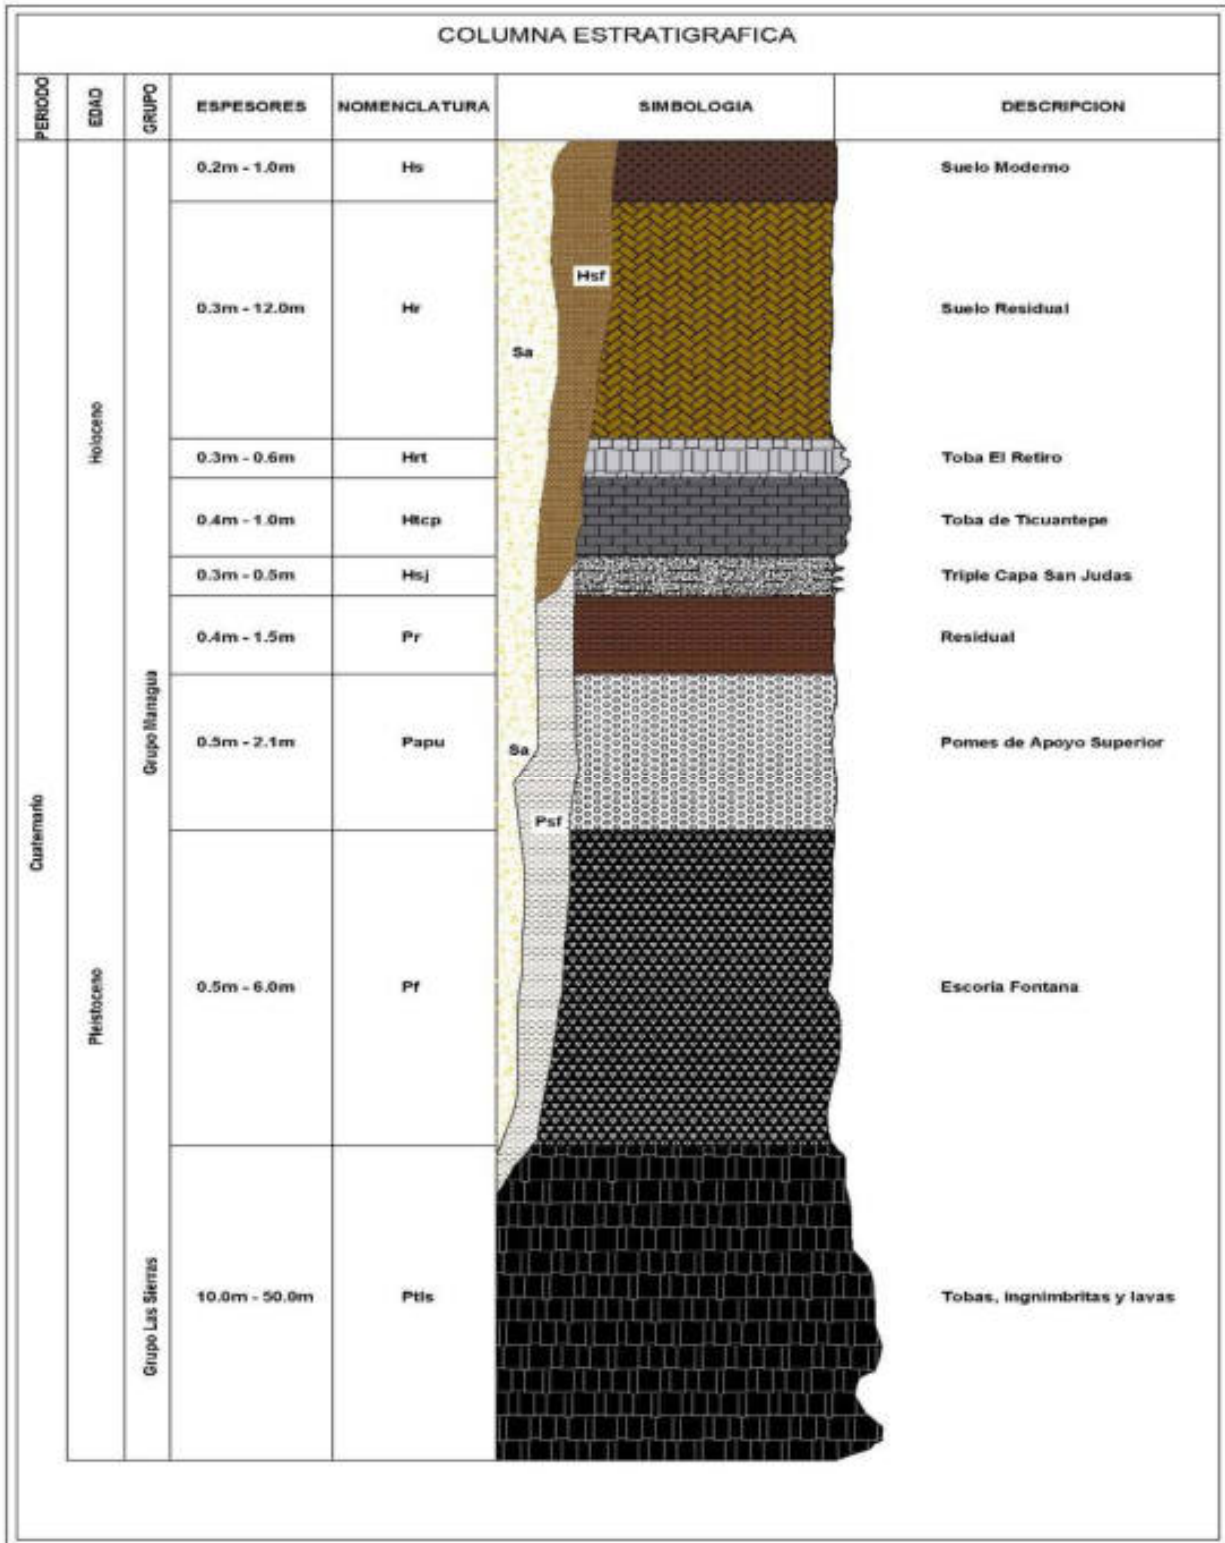 COLUMNA ESTRATIGRAFICA
PERIODO EDAD GRUPO ESPESORES NOMENCLATURA SIMBOLOGIA DESCRIPCION
0.2m - 1.0m Hs Suelo Moderno
Hsf
0.3m - 12.0m Hr Suelo Residual
Sa
Holoceno
0.3m - 0.6m Hrt Toba El Retiro
0.4m - 1.0m Htcp Toba de Ticuantepe
0.3m - 0.5m Hsj Triple Capa San Judas
0.4m - 1.5m Pr Residual
Grupo Managua
0.5m - 2.1m Papu Pomes de Apoyo Superior
Sa
Psf
Cuaternario
Pleistoceno
0.5m - 6.0m Pf Escoria Fontana
Grupo Las Sierras
10.0m - 50.0m Ptls Tobas, ingnimbritas y lavas